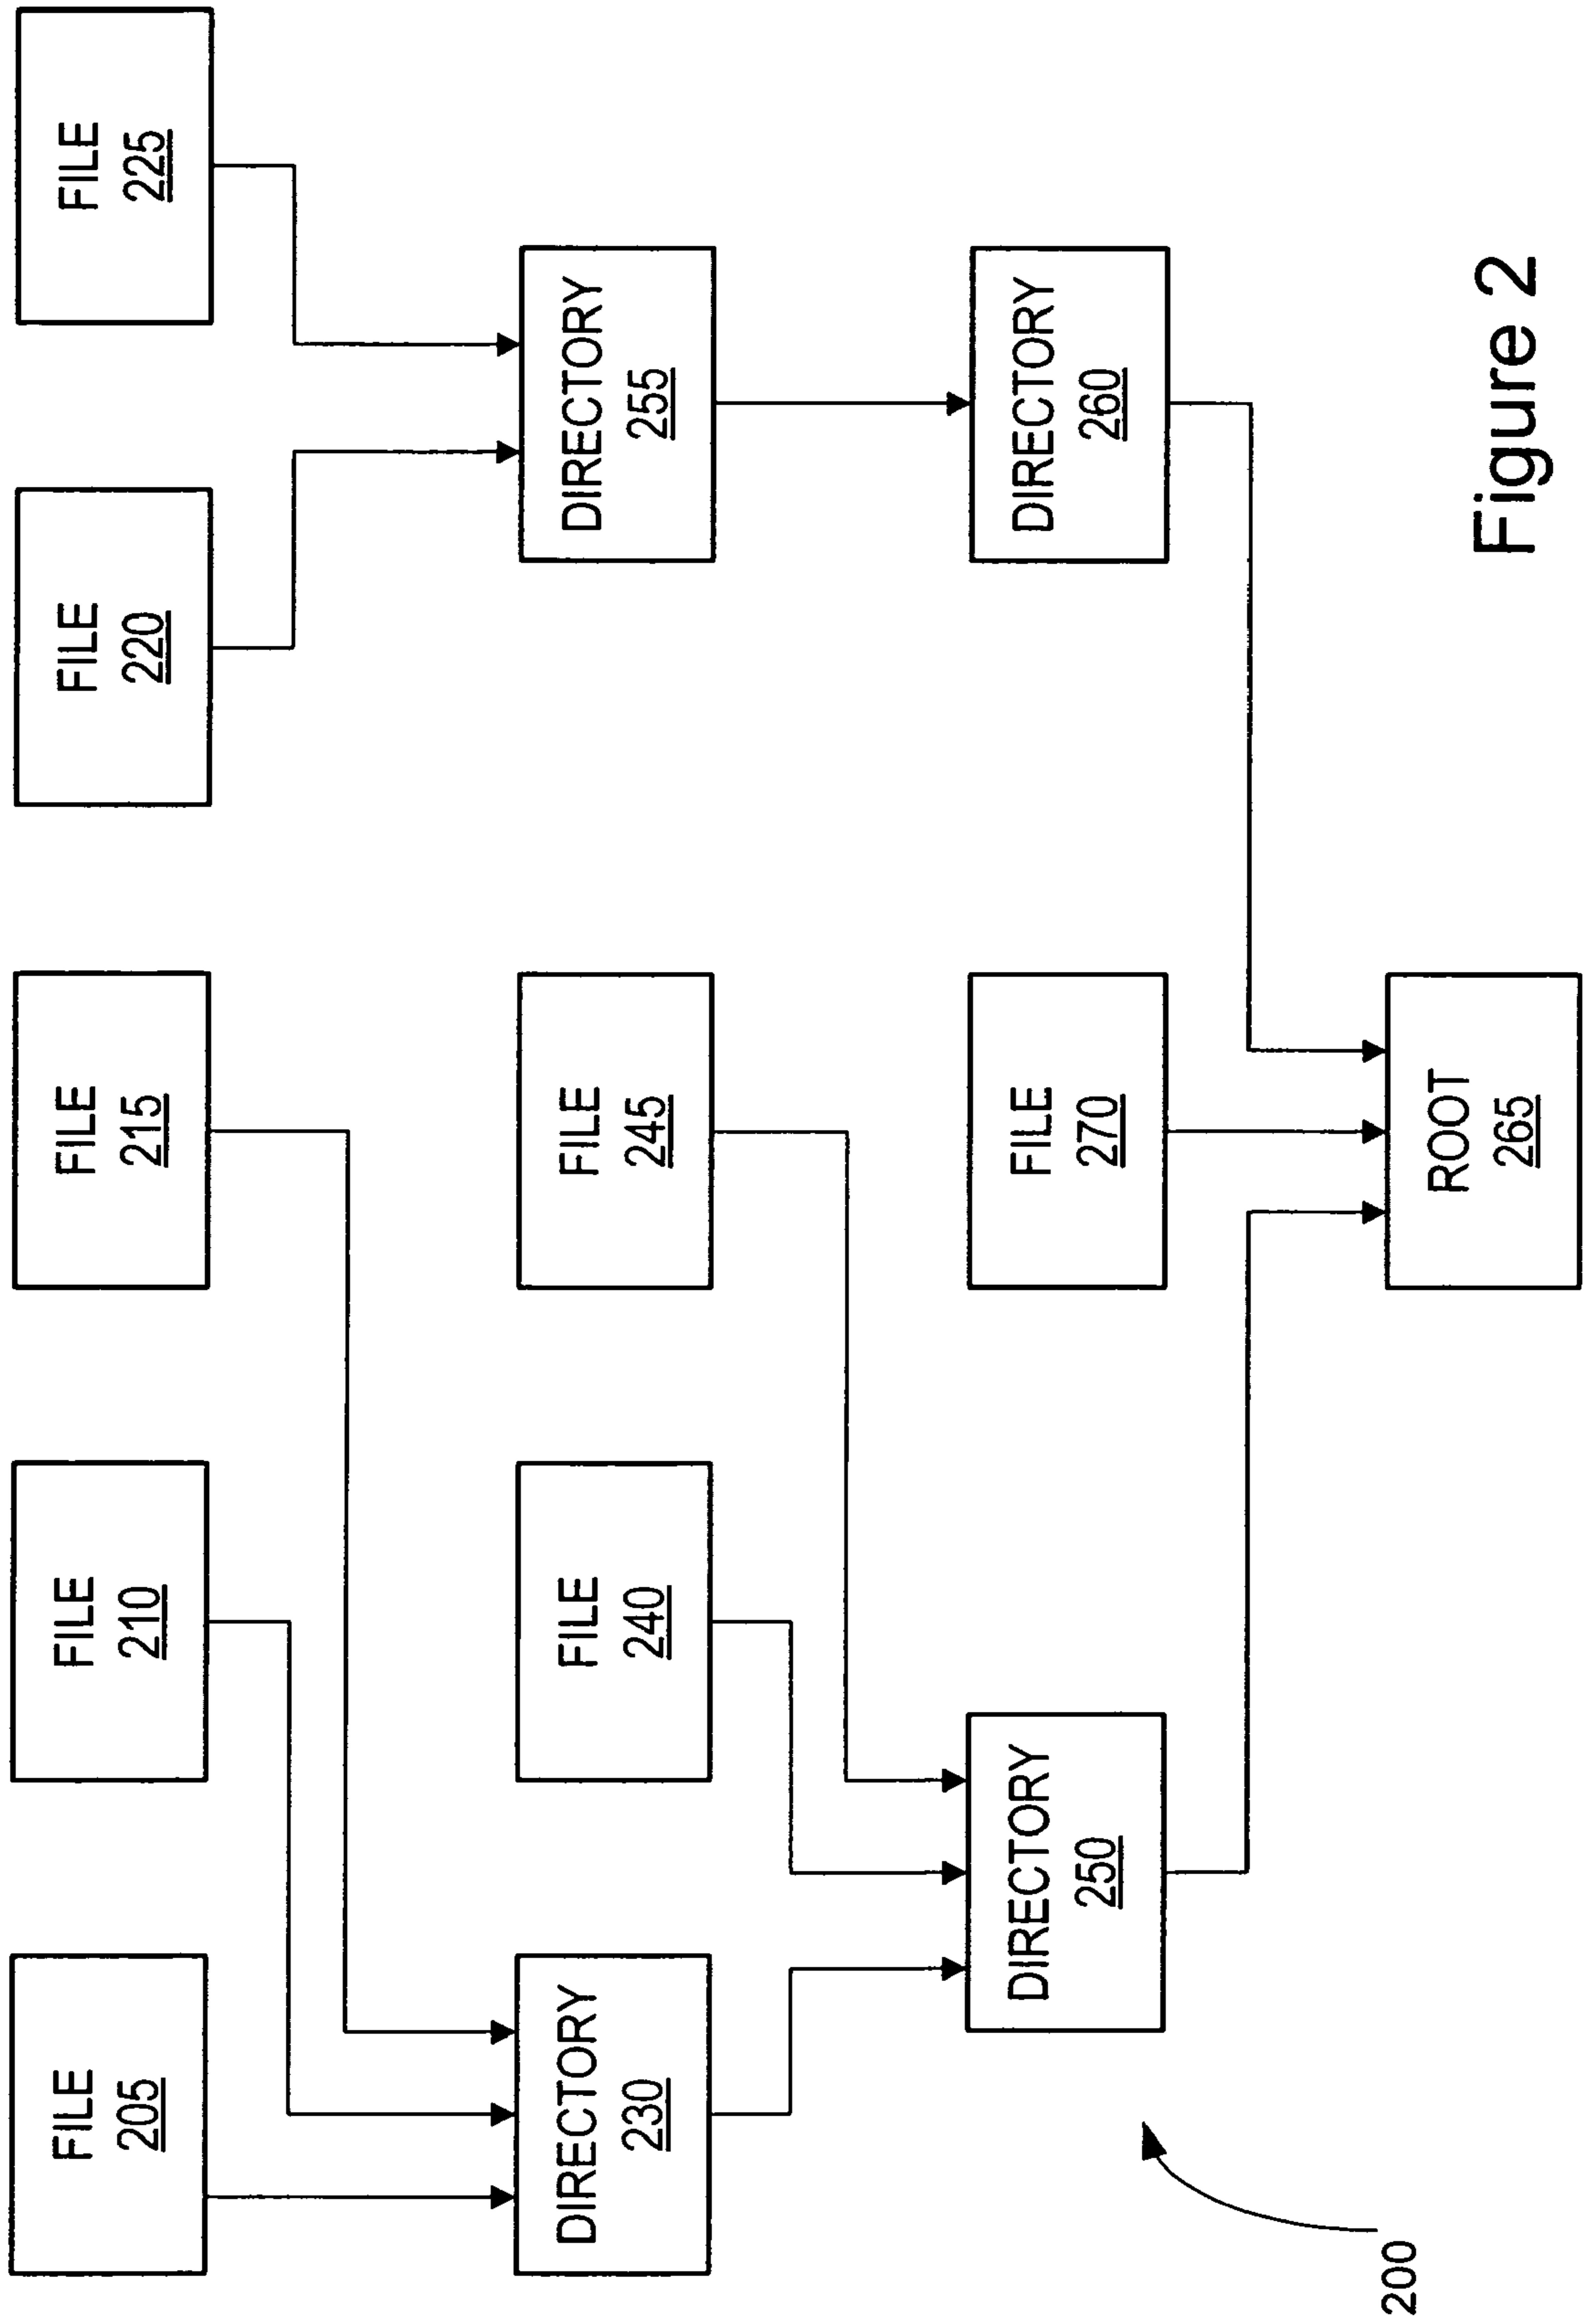 FILE
205
FILE
210
FILE
215
FILE
220
FILE
225
DIRECTORY
230
FILE
240
FILE
245
DIRECTORY
255
DIRECTORY
250
FILE
270
DIRECTORY
260
ROOT
265
200
Figure 2